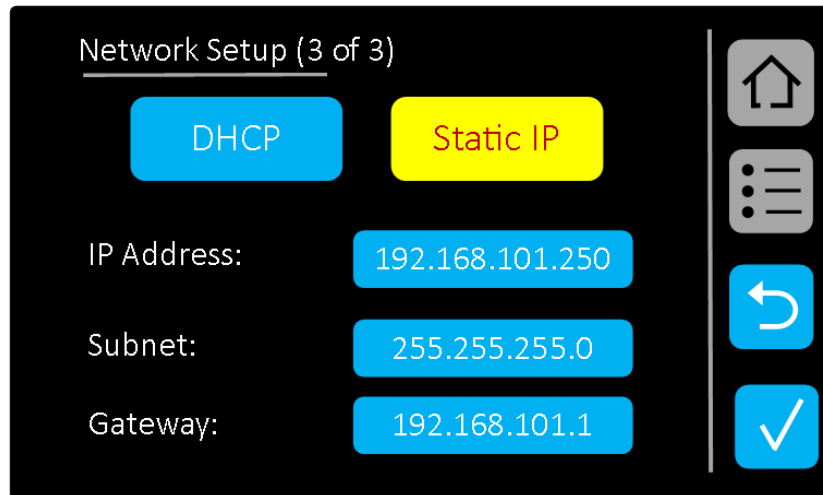 Network Setup (3 of 3)
DHCP
Static IP
IP Address:
192.168.101.250
Subnet:
255.255.255.0
Gateway:
192.168.101.1